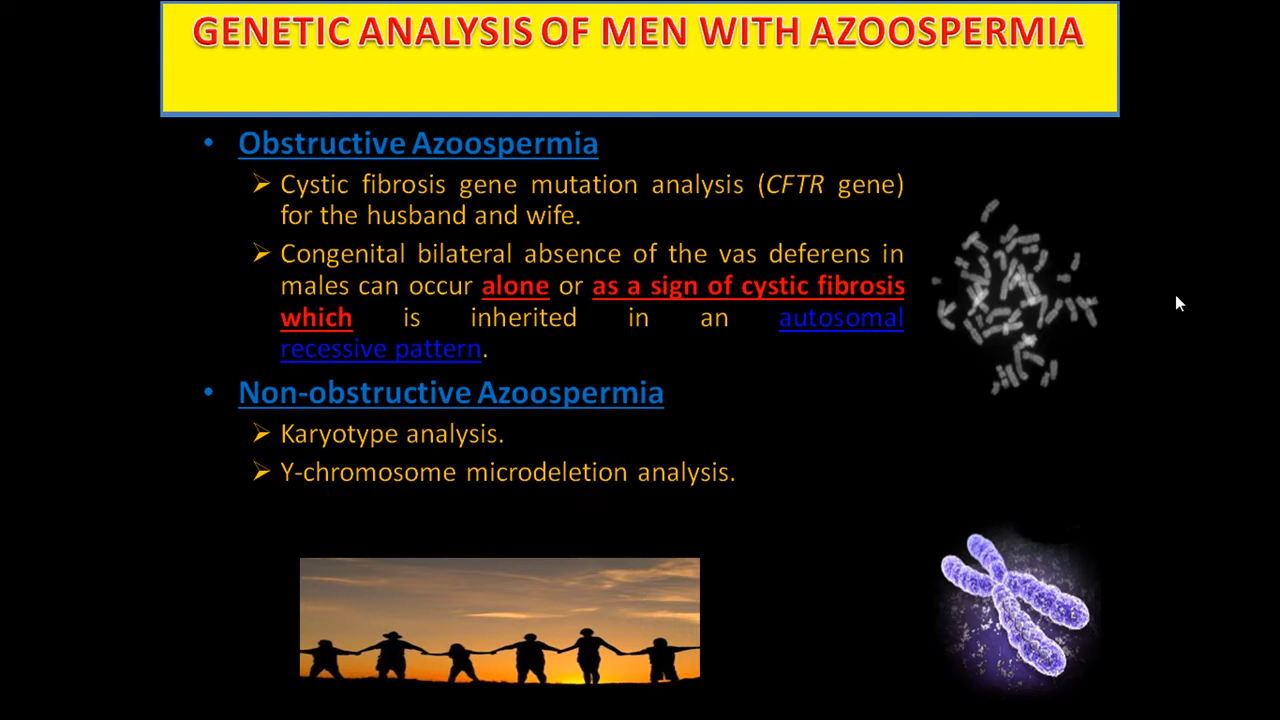 GENETIC ANALYSIS OF MEN WITH AZOOSPERMIA
• Obstructive Azoospermia
➢ Cystic fibrosis gene mutation analysis (CFTR gene)
for the husband and wife.
➢ Congenital bilateral absence of the vas deferens in
males can occur alone or as a sign of cystic fibrosis
which is inherited in an autosomal
recessive pattern.
• Non-obstructive Azoospermia
➢ Karyotype analysis.
➢ Y-chromosome microdeletion analysis.